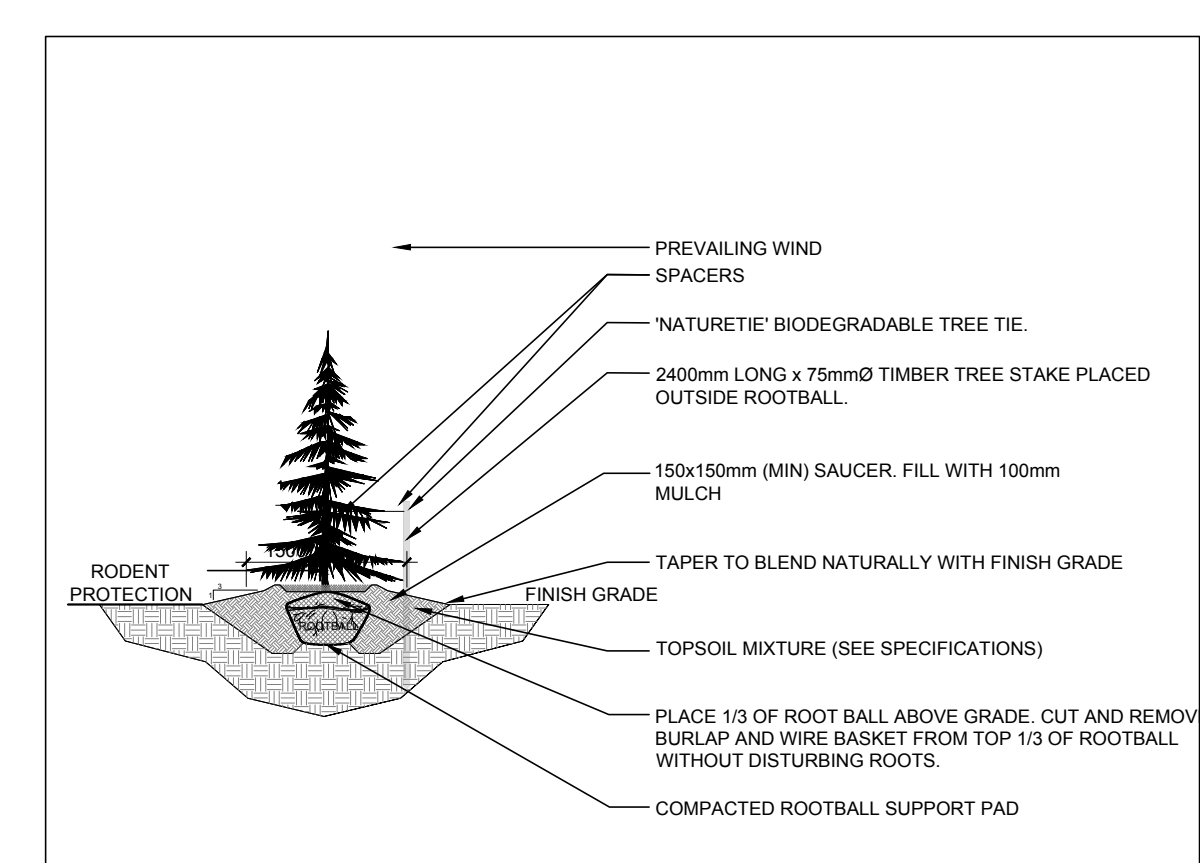 PREVAILING WIND
SPACERS
'NATURETIE' BIODEGRADABLE TREE TIE.
2400mm LONG x 75mmØ TIMBER TREE STAKE PLACED
OUTSIDE ROOTBALL.
150x150mm (MIN) SAUCER. FILL WITH 100mm
MULCH
TAPER TO BLEND NATURALLY WITH FINISH GRADE
RODENT
PROTECTION
3
1
FINISH GRADE
ROOTBALL
TOPSOIL MIXTURE (SEE SPECIFICATIONS)
PLACE 1/3 OF ROOT BALL ABOVE GRADE. CUT AND REMOV
BURLAP AND WIRE BASKET FROM TOP 1/3 OF ROOTBALL
WITHOUT DISTURBING ROOTS.
COMPACTED ROOTBALL SUPPORT PAD